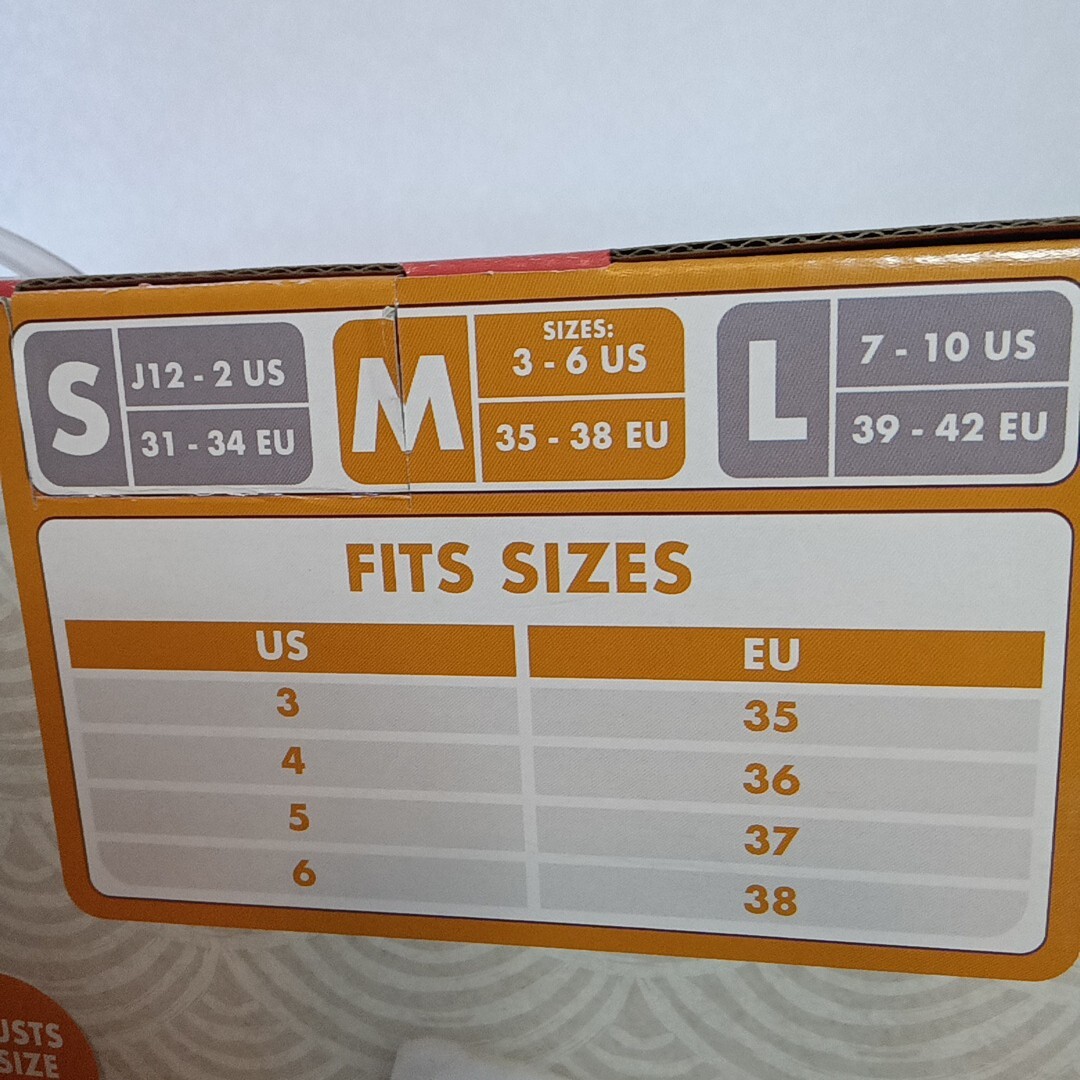 S
J12 - 2 US
31 - 34 EU
M
SIZES:
3 - 6 US
35 - 38 EU
L
7 - 10 US
39 - 42 EU
FITS SIZES
US EU
3 35
4 36
5 37
6 38
SIZE